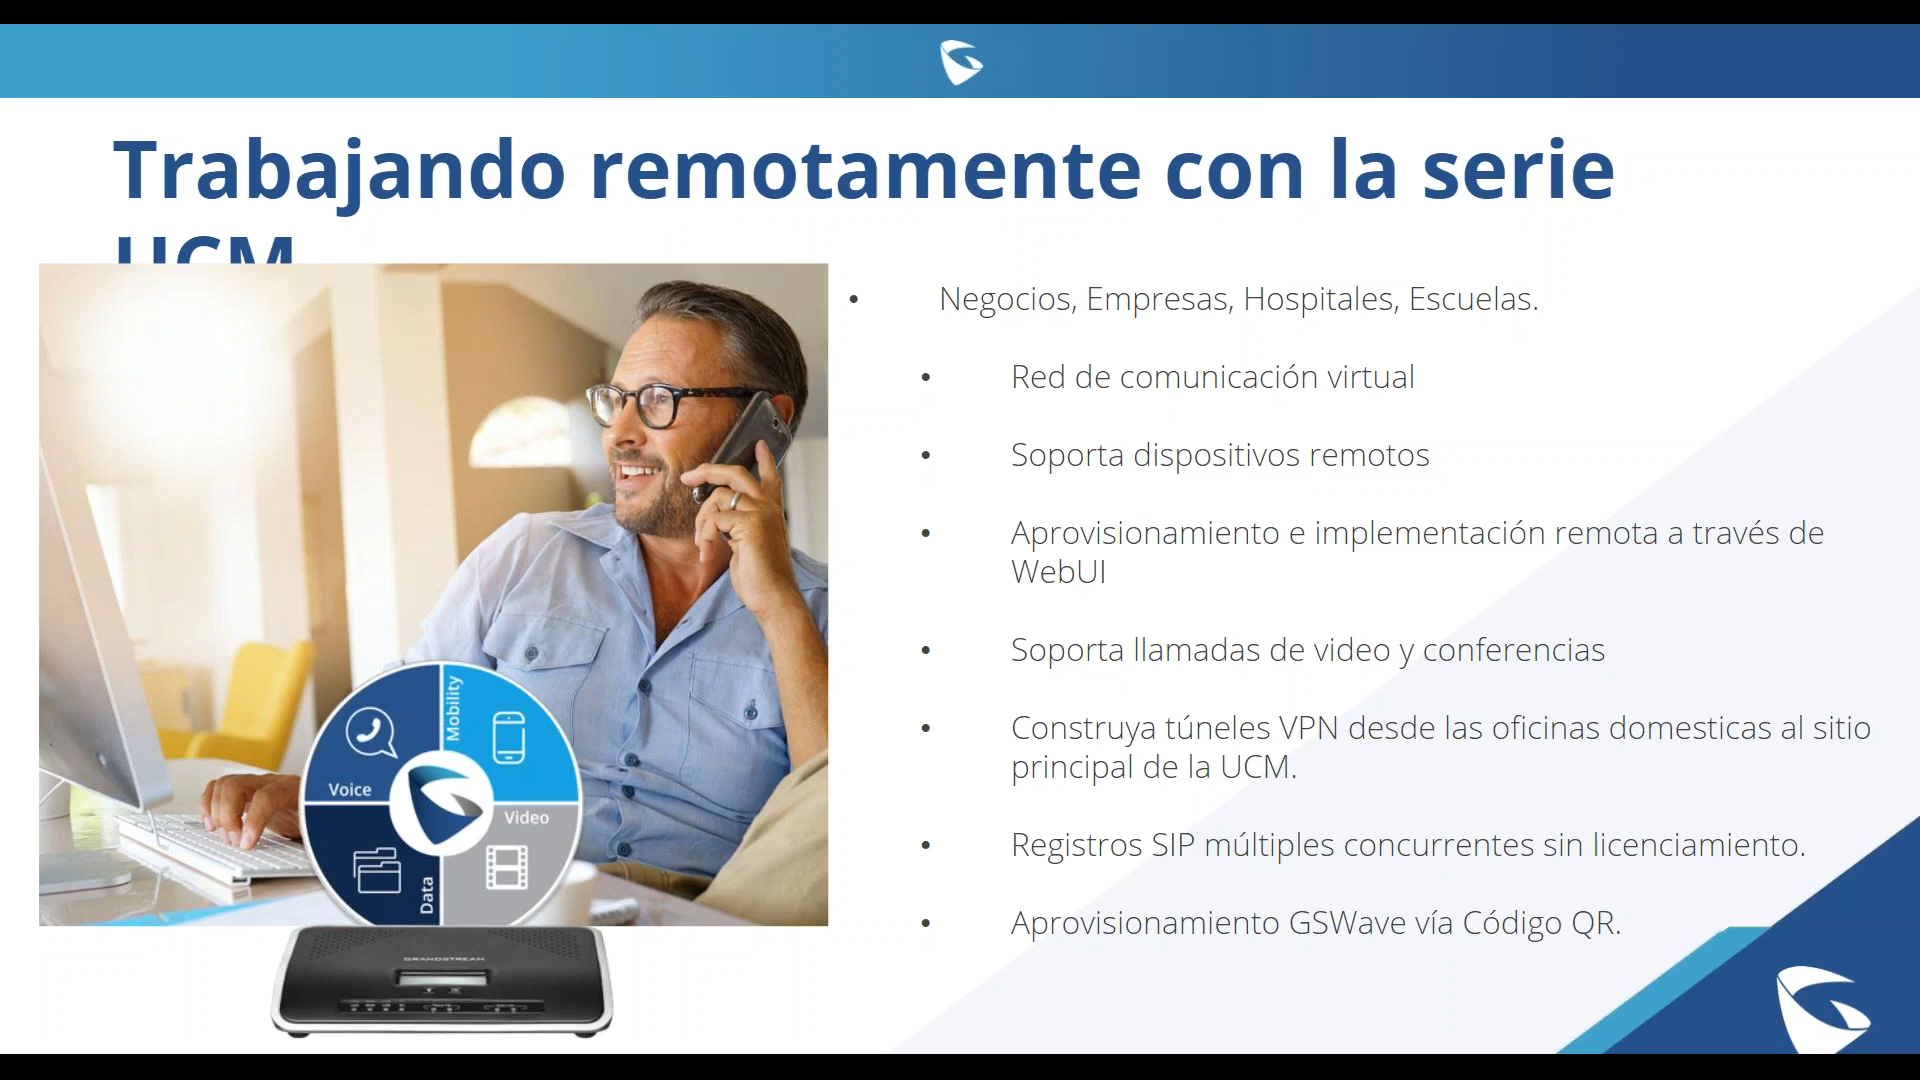 Trabajando remotamente con la serie
UCM
• Negocios, Empresas, Hospitales, Escuelas.
• Red de comunicación virtual
• Soporta dispositivos remotos
• Aprovisionamiento e implementación remota a través de
WebUI
• Soporta llamadas de video y conferencias
• Construya túneles VPN desde las oficinas domesticas al sitio
principal de la UCM.
• Registros SIP múltiples concurrentes sin licenciamiento.
• Aprovisionamiento GSWave vía Código QR.
Voice
Mobility
Video
Data
GRANDSTREAM